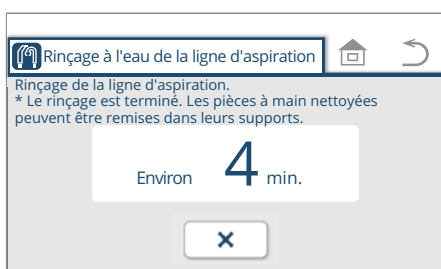 Rinçage à l'eau de la ligne d'aspiration
Rinçage de la ligne d'aspiration.
* Le rinçage est terminé. Les pièces à main nettoyées
peuvent être remises dans leurs supports.
Environ 4 min.